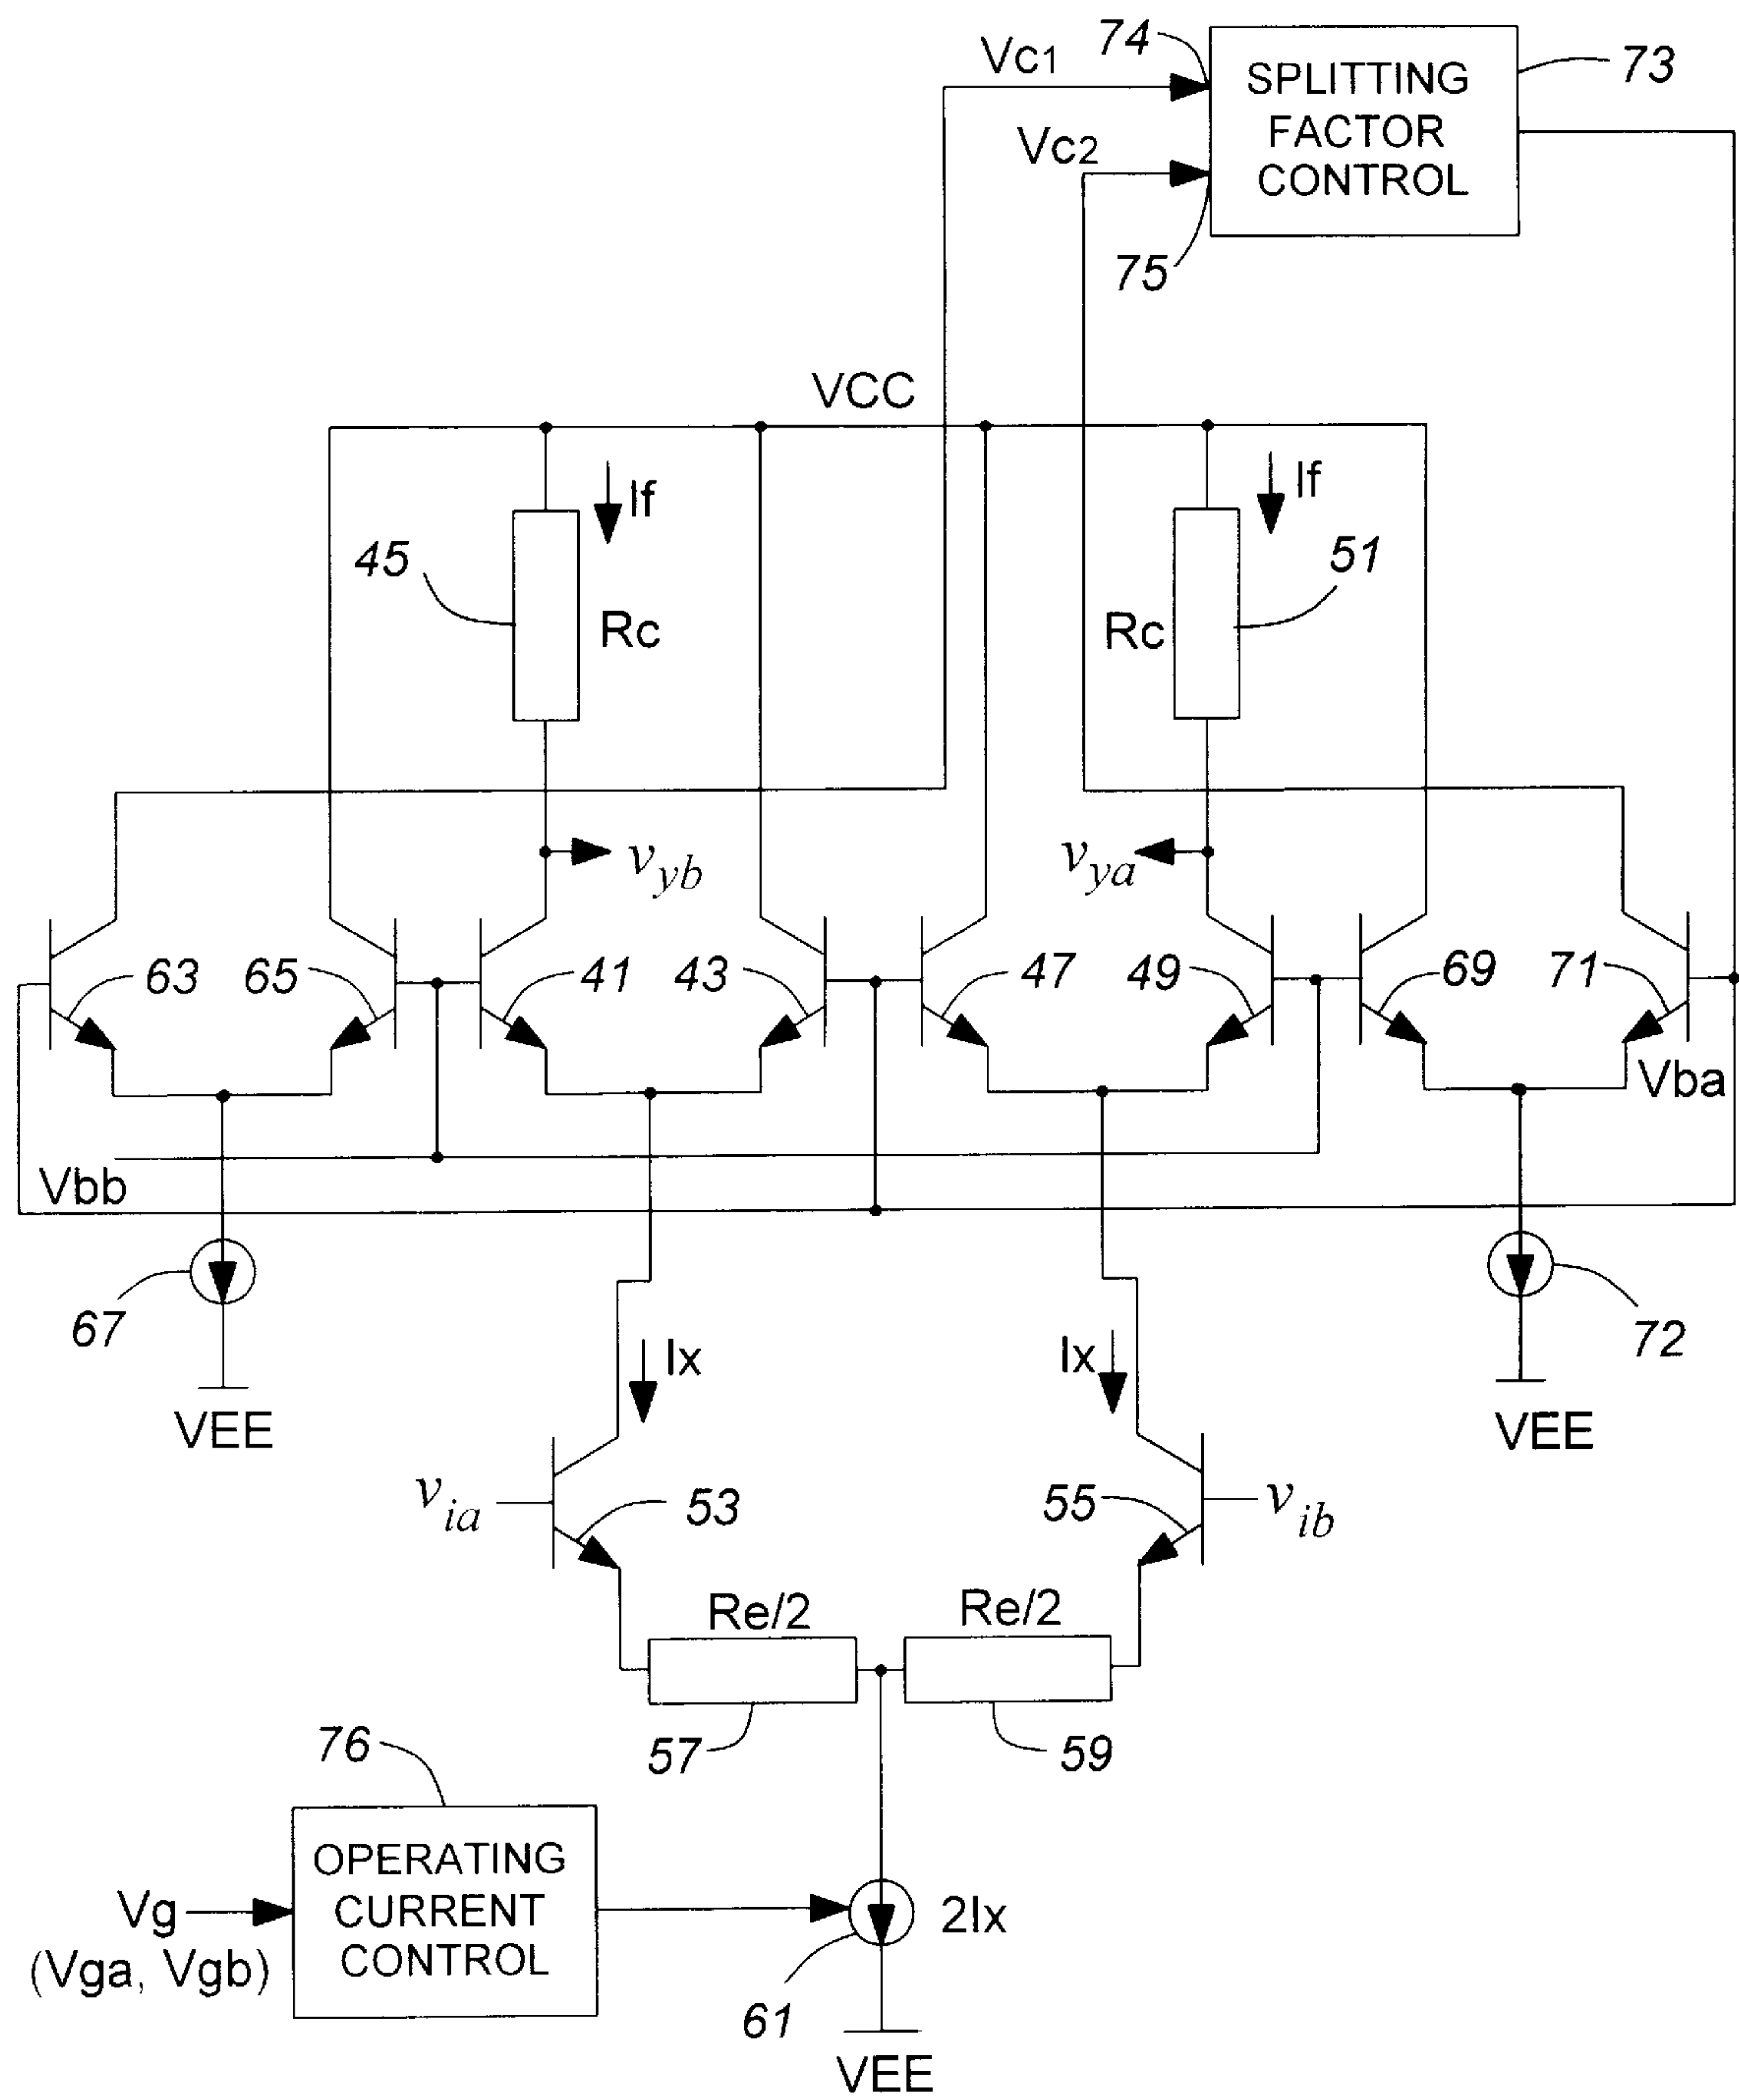 74
Vc1
SPLITTING
FACTOR
CONTROL
73
Vc2
75
VCC
If
If
45
Rc
Rc
51
vyb
vya
63
65
41
43
47
49
69
71
Vba
Vbb
67
VEE
72
VEE
Ix
Ix
via
53
55
vib
Re/2
Re/2
57
59
76
OPERATING
CURRENT
CONTROL
Vg
(Vga, Vgb)
2Ix
61
VEE